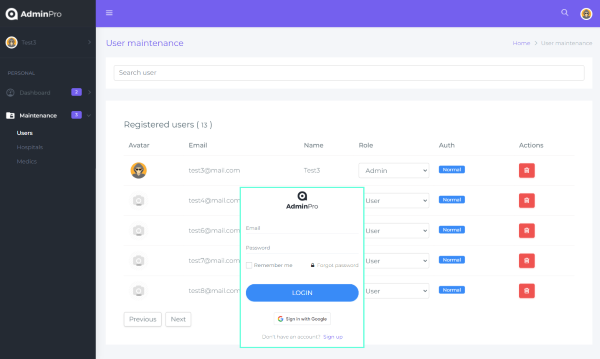 AdminPro
Test3
User maintenance
Home > User maintenance
PERSONAL
Search user
Dashboard 2
Maintenance 3
Users
Hospitals
Medics
Registered users ( 13 )
Avatar Email Name Role Auth Actions
test3@mail.com Test3 Admin Normal
test4@mail.com User Normal
test6@mail.com User Normal
test7@mail.com User Normal
test8@mail.com User Normal
Previous Next
AdminPro
Email
Password
Remember me Forgot password
LOGIN
Sign in with Google
Don't have an account? Sign up.